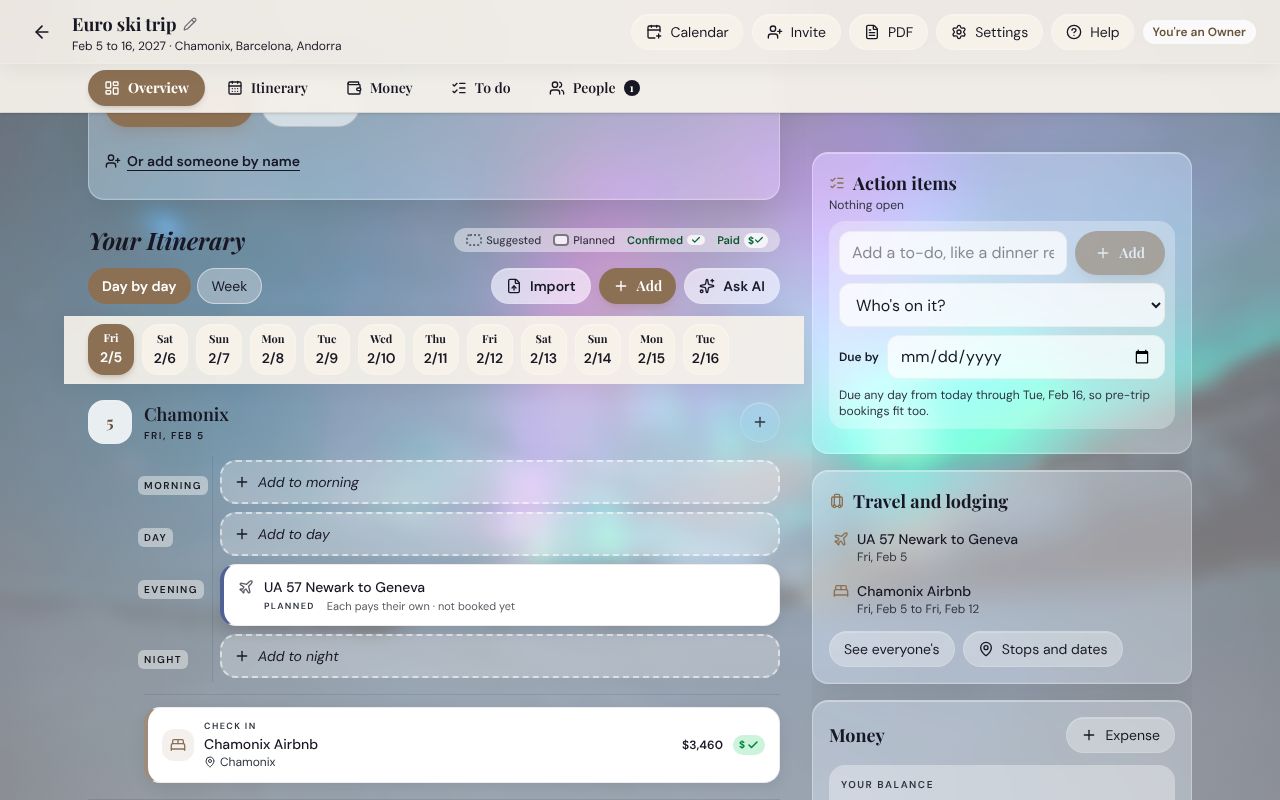 Euro ski trip
Feb 5 to 16, 2027 · Chamonix, Barcelona, Andorra
Calendar
Invite
PDF
Settings
Help
You're an Owner
Overview
Itinerary
Money
To do
People 1
Or add someone by name
Your Itinerary
Suggested
Planned
Confirmed
Paid $
Day by day
Week
Import
Add
Ask AI
Fri 2/5
Sat 2/6
Sun 2/7
Mon 2/8
Tue 2/9
Wed 2/10
Thu 2/11
Fri 2/12
Sat 2/13
Sun 2/14
Mon 2/15
Tue 2/16
5
Chamonix
FRI, FEB 5
MORNING
Add to morning
DAY
Add to day
EVENING
UA 57 Newark to Geneva
PLANNED Each pays their own · not booked yet
NIGHT
Add to night
CHECK IN
Chamonix Airbnb
Chamonix
$3,460 $
Action items
Nothing open
Add a to-do, like a dinner re
Add
Who's on it?
Due by mm/dd/yyyy
Due any day from today through Tue, Feb 16, so pre-trip
bookings fit too.
Travel and lodging
UA 57 Newark to Geneva
Fri, Feb 5
Chamonix Airbnb
Fri, Feb 5 to Fri, Feb 12
See everyone's
Stops and dates
Money
Expense
YOUR BALANCE